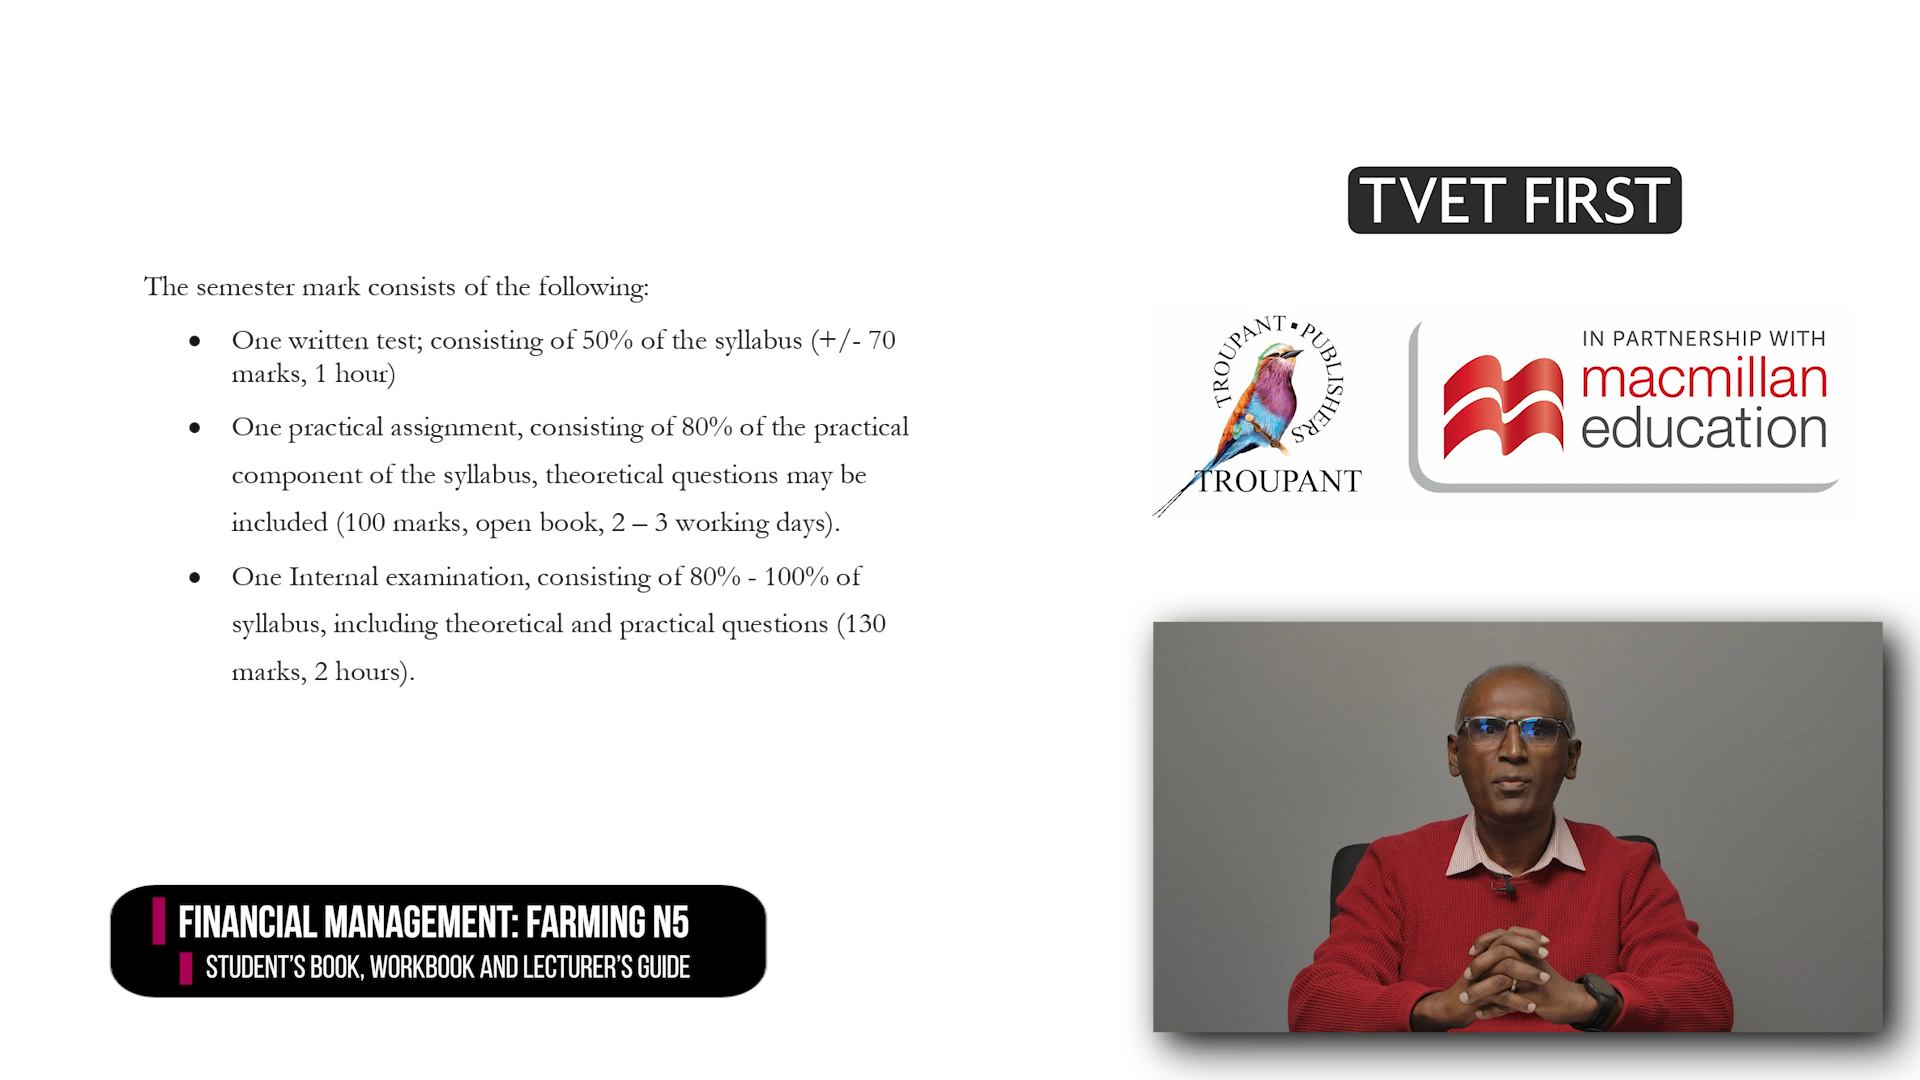 TVET FIRST
The semester mark consists of the following:
● One written test; consisting of 50% of the syllabus (+/- 70
marks, 1 hour)
● One practical assignment, consisting of 80% of the practical
component of the syllabus, theoretical questions may be
included (100 marks, open book, 2 – 3 working days).
● One Internal examination, consisting of 80% - 100% of
syllabus, including theoretical and practical questions (130
marks, 2 hours).
TROUPANT ▪ PUBLISHERS
TROUPANT
IN PARTNERSHIP WITH
macmillan
education
FINANCIAL MANAGEMENT: FARMING N5
STUDENT'S BOOK, WORKBOOK AND LECTURER'S GUIDE